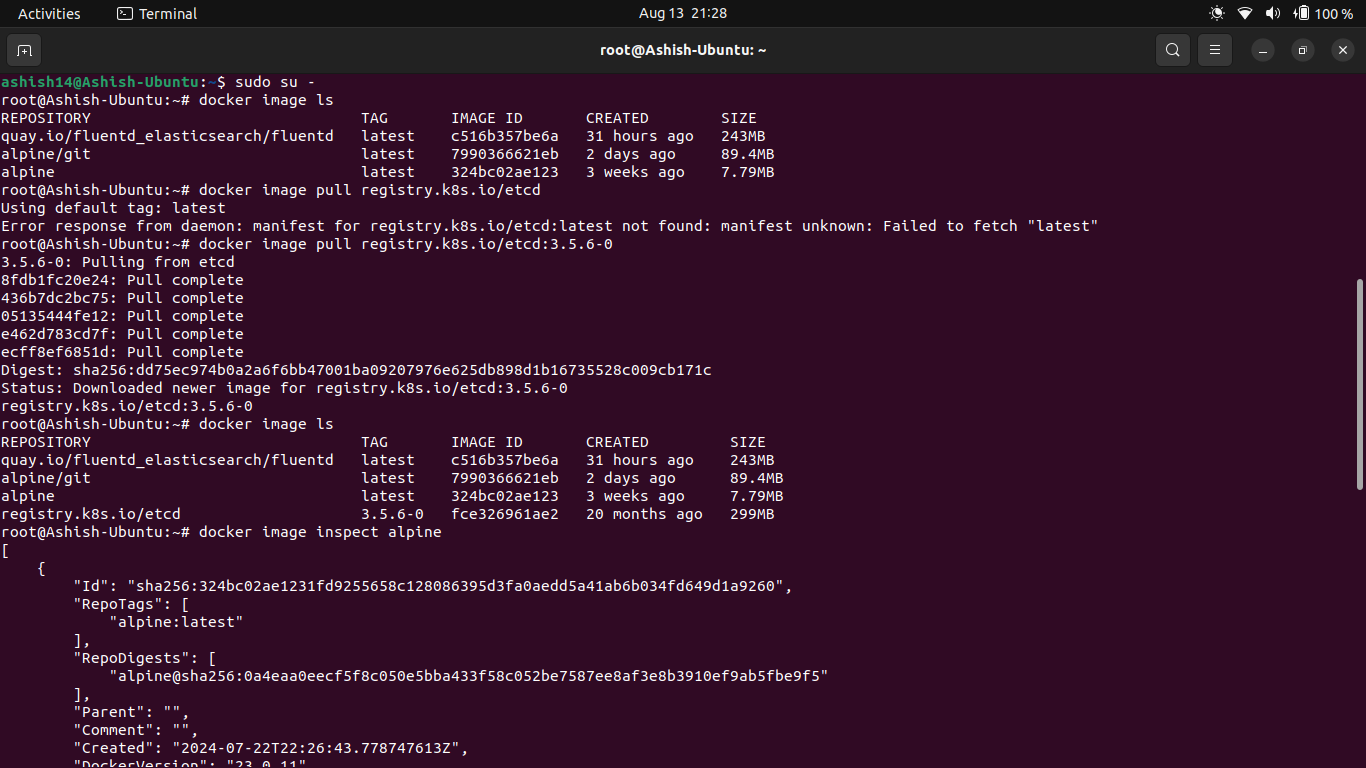 Activities Terminal Aug 13 21:28 100 %
root@Ashish-Ubuntu: ~
ashish14@Ashish-Ubuntu:~$ sudo su -
root@Ashish-Ubuntu:~# docker image ls
REPOSITORY                              TAG       IMAGE ID       CREATED        SIZE
quay.io/fluentd_elasticsearch/fluentd   latest    c516b357be6a   31 hours ago   243MB
alpine/git                              latest    7990366621eb   2 days ago     89.4MB
alpine                                  latest    324bc02ae123   3 weeks ago    7.79MB
root@Ashish-Ubuntu:~# docker image pull registry.k8s.io/etcd
Using default tag: latest
Error response from daemon: manifest for registry.k8s.io/etcd:latest not found: manifest unknown: Failed to fetch "latest"
root@Ashish-Ubuntu:~# docker image pull registry.k8s.io/etcd:3.5.6-0
3.5.6-0: Pulling from etcd
8fdb1fc20e24: Pull complete
436b7dc2bc75: Pull complete
05135444fe12: Pull complete
e462d783cd7f: Pull complete
ecff8ef6851d: Pull complete
Digest: sha256:dd75ec974b0a2a6f6bb47001ba09207976e625db898d1b16735528c009cb171c
Status: Downloaded newer image for registry.k8s.io/etcd:3.5.6-0
registry.k8s.io/etcd:3.5.6-0
root@Ashish-Ubuntu:~# docker image ls
REPOSITORY                              TAG       IMAGE ID       CREATED         SIZE
quay.io/fluentd_elasticsearch/fluentd   latest    c516b357be6a   31 hours ago    243MB
alpine/git                              latest    7990366621eb   2 days ago      89.4MB
alpine                                  latest    324bc02ae123   3 weeks ago     7.79MB
registry.k8s.io/etcd                    3.5.6-0   fce326961ae2   20 months ago   299MB
root@Ashish-Ubuntu:~# docker image inspect alpine
[
    {
        "Id": "sha256:324bc02ae1231fd9255658c128086395d3fa0aedd5a41ab6b034fd649d1a9260",
        "RepoTags": [
            "alpine:latest"
        ],
        "RepoDigests": [
            "alpine@sha256:0a4eaa0eecf5f8c050e5bba433f58c052be7587ee8af3e8b3910ef9ab5fbe9f5"
        ],
        "Parent": "",
        "Comment": "",
        "Created": "2024-07-22T22:26:43.778747613Z",
        "DockerVersion": "23.0.11",